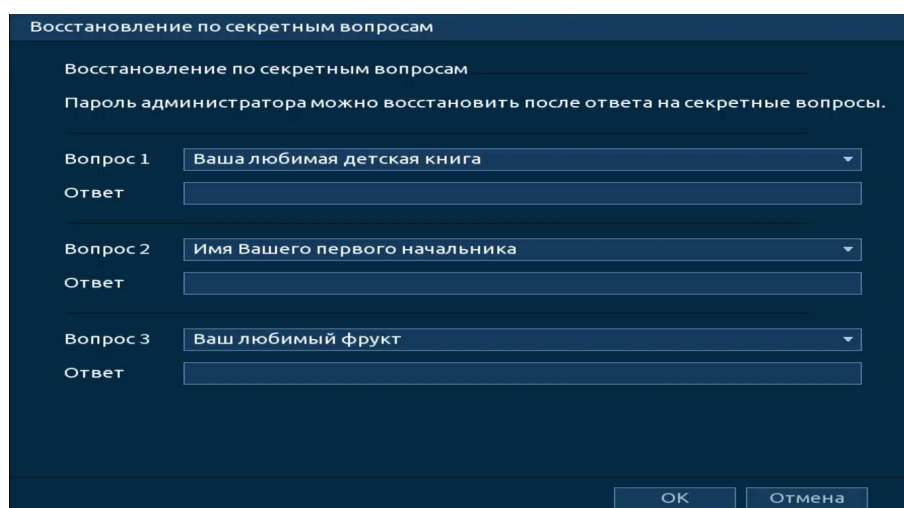 Восстановление по секретным вопросам
Восстановление по секретным вопросам
Пароль администратора можно восстановить после ответа на секретные вопросы.
Вопрос 1 Ваша любимая детская книга
Ответ
Вопрос 2 Имя Вашего первого начальника
Ответ
Вопрос 3 Ваш любимый фрукт
Ответ
OK Отмена